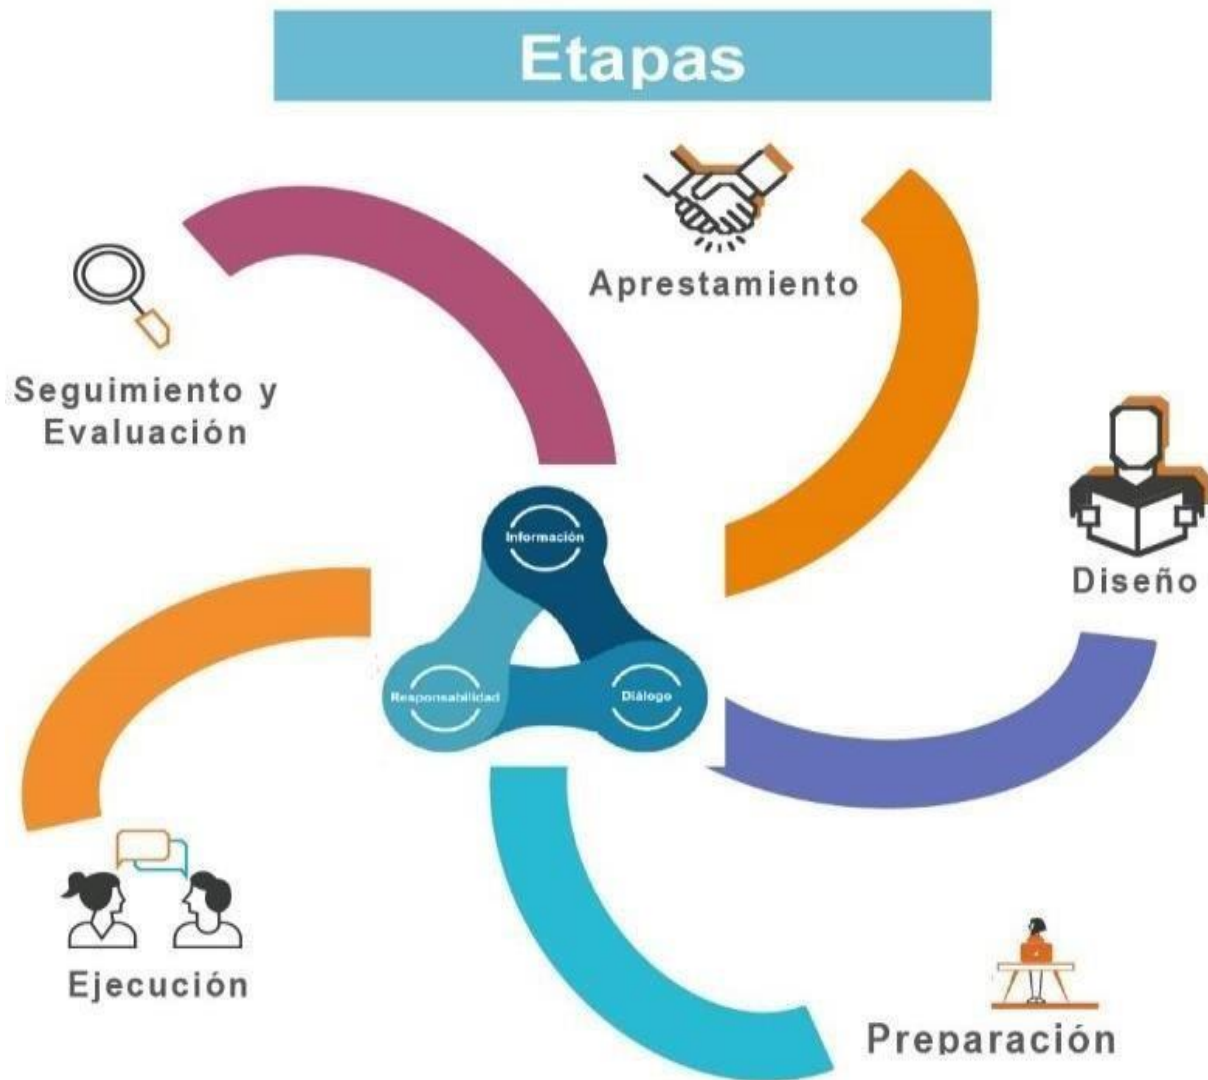 Etapas
Aprestamiento
Diseño
Preparación
Ejecución
Seguimiento y
Evaluación
Información
Responsabilidad
Diálogo